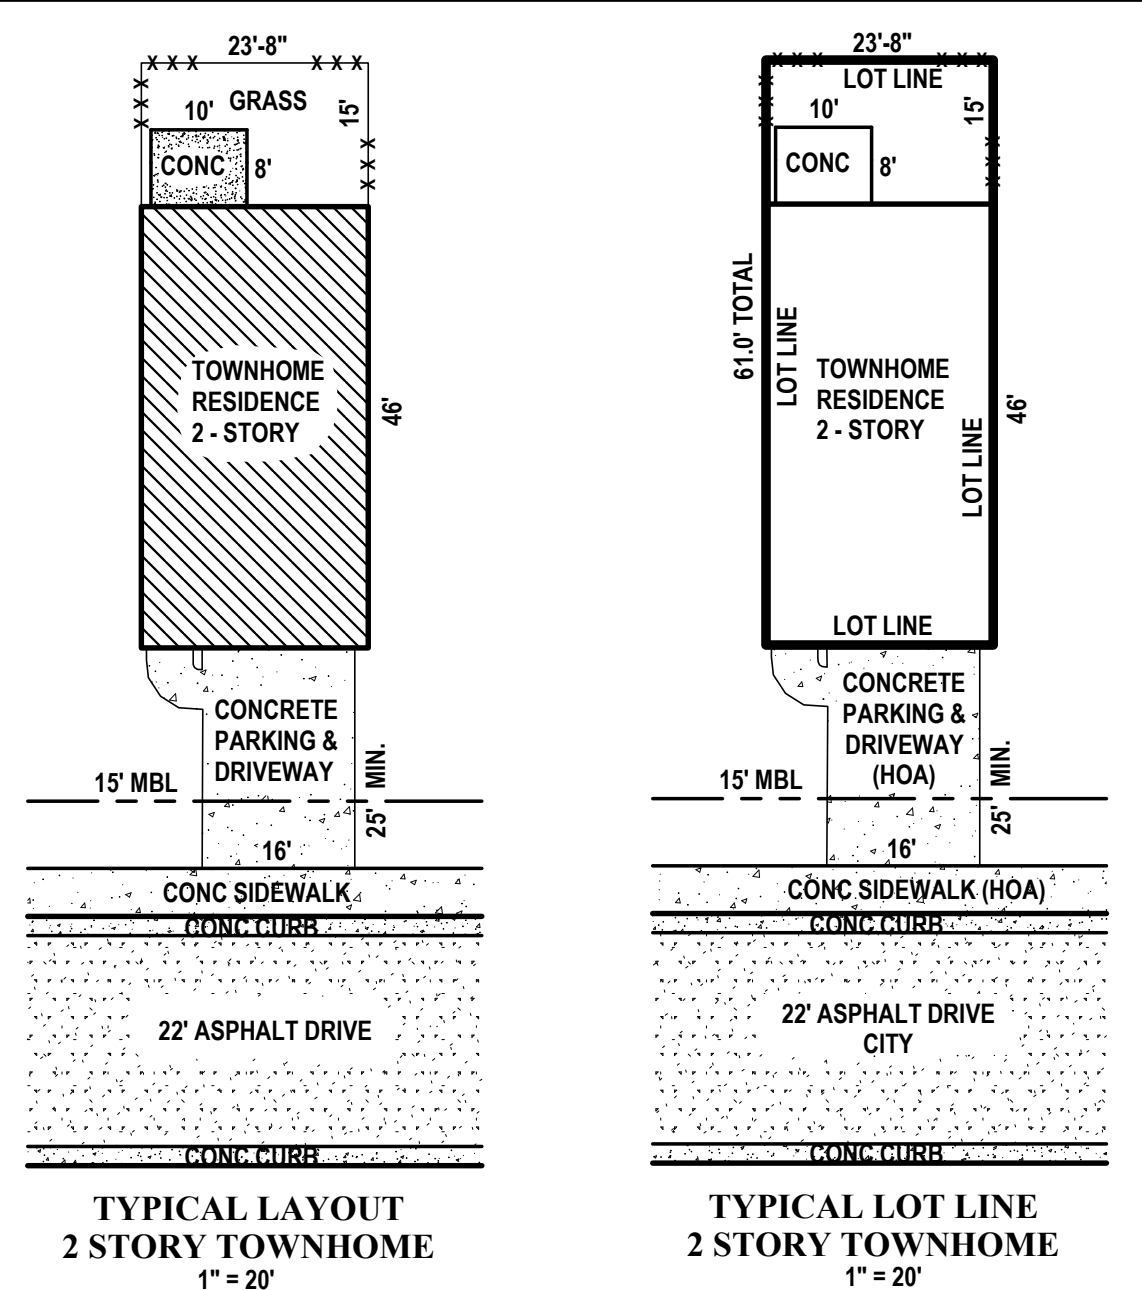 23'-8"
X X X X X X
X
X
X
GRASS
15'
10'
X
X
X
CONC
8'
TOWNHOME
RESIDENCE
2 - STORY
46'
CONCRETE
PARKING &
DRIVEWAY
15' MBL
25' MIN.
16'
CONC SIDEWALK
CONC CURB
22' ASPHALT DRIVE
CONC CURB
TYPICAL LAYOUT
2 STORY TOWNHOME
1" = 20'
23'-8"
X X X X X X
LOT LINE
X
X
X
15'
10'
X
X
X
CONC
8'
61.0' TOTAL
LOT LINE
TOWNHOME
RESIDENCE
2 - STORY
46'
LOT LINE
LOT LINE
CONCRETE
PARKING &
DRIVEWAY
(HOA)
15' MBL
25' MIN.
16'
CONC SIDEWALK (HOA)
CONC CURB
22' ASPHALT DRIVE
CITY
CONC CURB
TYPICAL LOT LINE
2 STORY TOWNHOME
1" = 20'